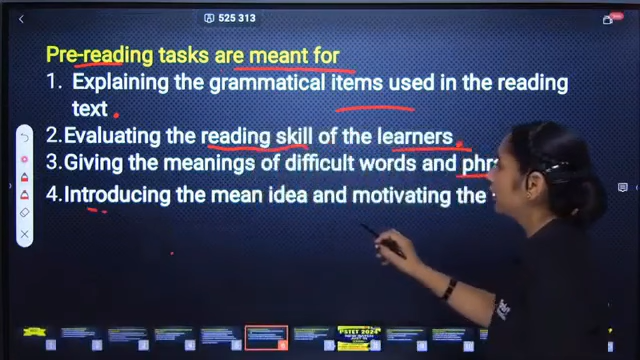 525 313
Pre-reading tasks are meant for
1. Explaining the grammatical items used in the reading
text
2.Evaluating the reading skill of the learners
3.Giving the meanings of difficult words and
4.Introducing the mean idea and motivating the
PSTET 2024